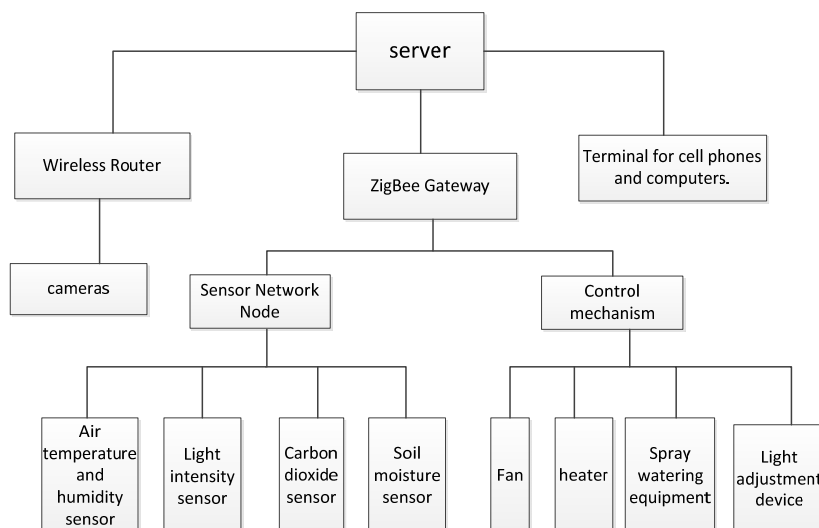 server
Wireless Router
ZigBee Gateway
Terminal for cell phones
and computers.
cameras
Sensor Network
Node
Control
mechanism
Air
temperature
and
humidity
sensor
Light
intensity
sensor
Carbon
dioxide
sensor
Soil
moisture
sensor
Fan
heater
Spray
watering
equipment
Light
adjustment
device